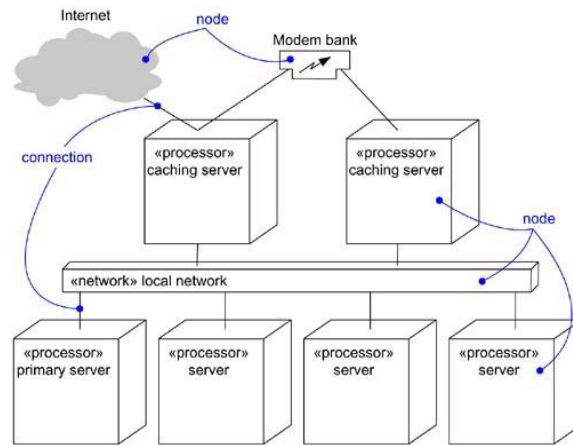 Internet
node
Modem bank
connection
«processor»
caching server
«processor»
caching server
node
«network» local network
«processor»
primary server
«processor»
server
«processor»
server
«processor»
server